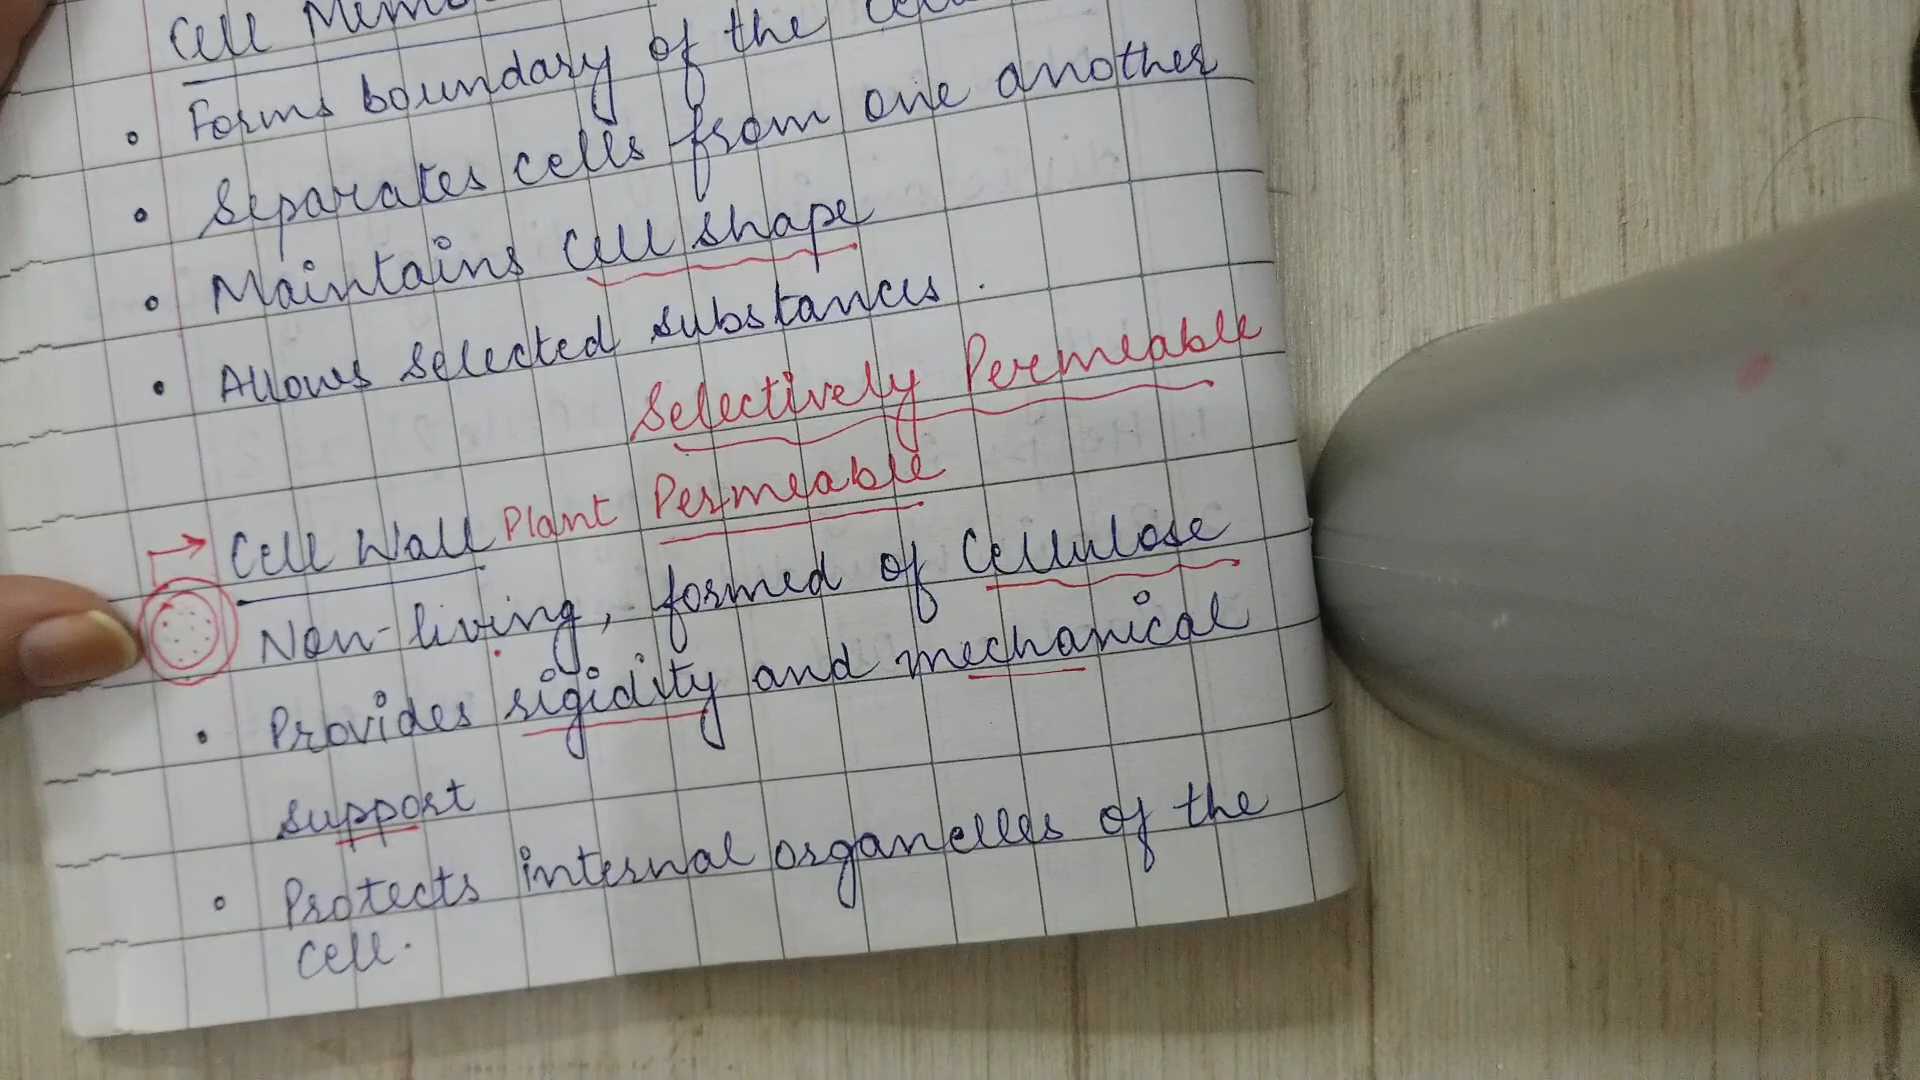 Cell
Forms boundary of the
Separates cells from one another
Maintains cell shape
Allows selected substances.
Selectively Permeable
Cell Wall Plant Permeable
Non-living, formed of cellulose
Provides rigidity and mechanical
support
Protects internal organelles of the
cell.